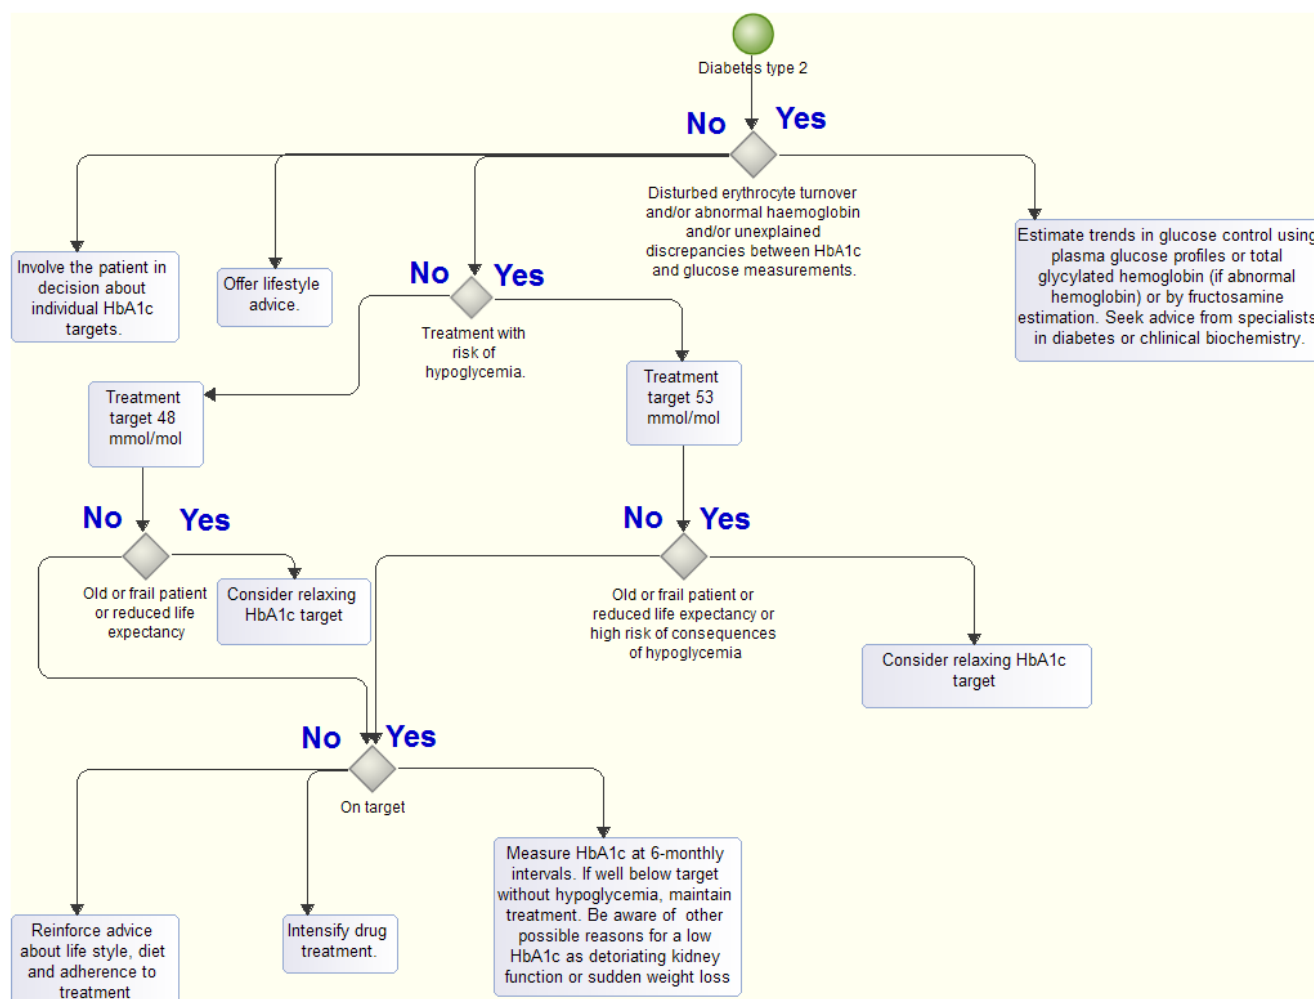 Diabetes type 2
No
Yes
Disturbed erythrocyte turnover
and/or abnormal haemoglobin
and/or unexplained
discrepancies between HbA1c
and glucose measurements.
Involve the patient in
decision about
individual HbA1c
targets.
Offer lifestyle
advice.
No
Yes
Treatment with
risk of
hypoglycemia.
Estimate trends in glucose control using
plasma glucose profiles or total
glycylated hemoglobin (if abnormal
hemoglobin) or by fructosamine
estimation. Seek advice from specialists
in diabetes or chlinical biochemistry.
Treatment
target 48
mmol/mol
Treatment
target 53
mmol/mol
No
Yes
Old or frail patient
or reduced life
expectancy
Consider relaxing
HbA1c target
No
Yes
Old or frail patient or
reduced life expectancy or
high risk of consequences
of hypoglycemia
Consider relaxing HbA1c
target
No
Yes
On target
Reinforce advice
about life style, diet
and adherence to
treatment
Intensify drug
treatment.
Measure HbA1c at 6-monthly
intervals. If well below target
without hypoglycemia, maintain
treatment. Be aware of other
possible reasons for a low
HbA1c as detoriating kidney
function or sudden weight loss